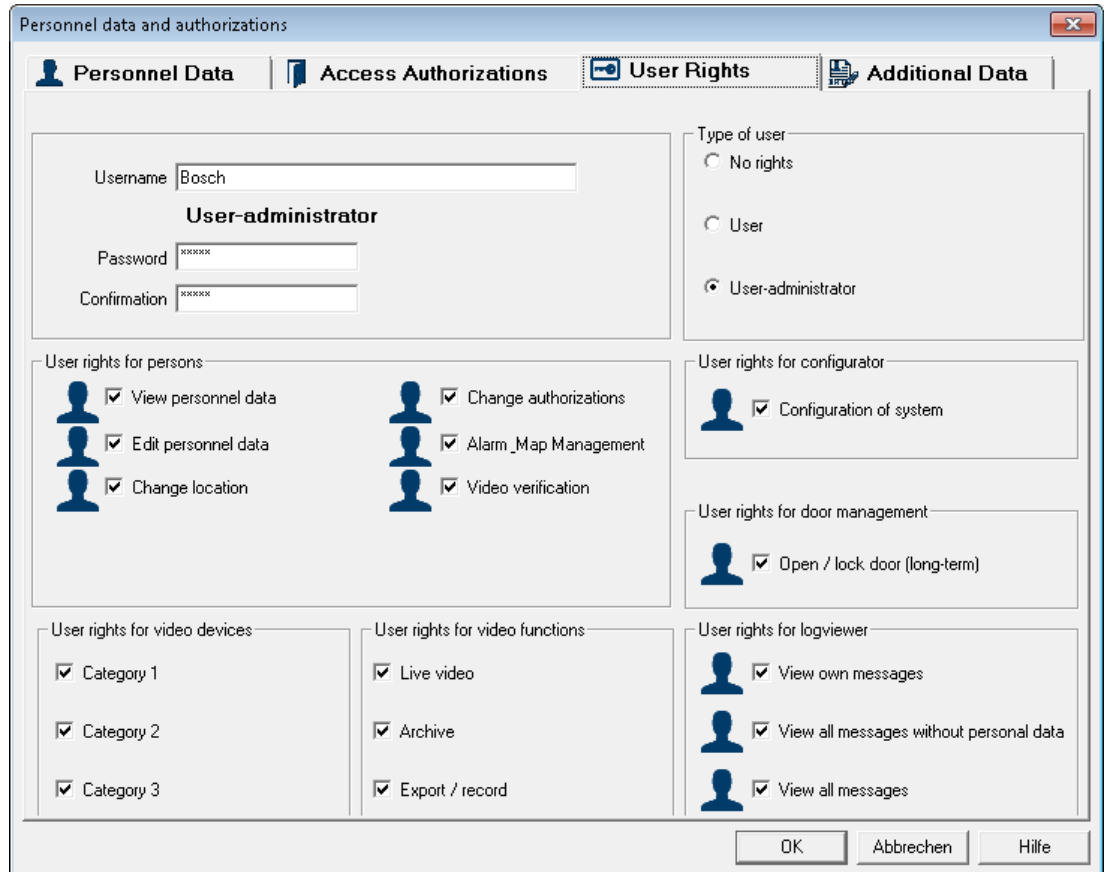 Personnel data and authorizations
Personnel Data
Access Authorizations
User Rights
Additional Data
Username
Bosch
User-administrator
Password
*****
Confirmation
*****
Type of user
No rights
User
User-administrator
User rights for persons
View personnel data
Change authorizations
Edit personnel data
Alarm_Map Management
Change location
Video verification
User rights for configurator
Configuration of system
User rights for door management
Open / lock door (long-term)
User rights for video devices
Category 1
Category 2
Category 3
User rights for video functions
Live video
Archive
Export / record
User rights for logviewer
View own messages
View all messages without personal data
View all messages
OK
Abbrechen
Hilfe